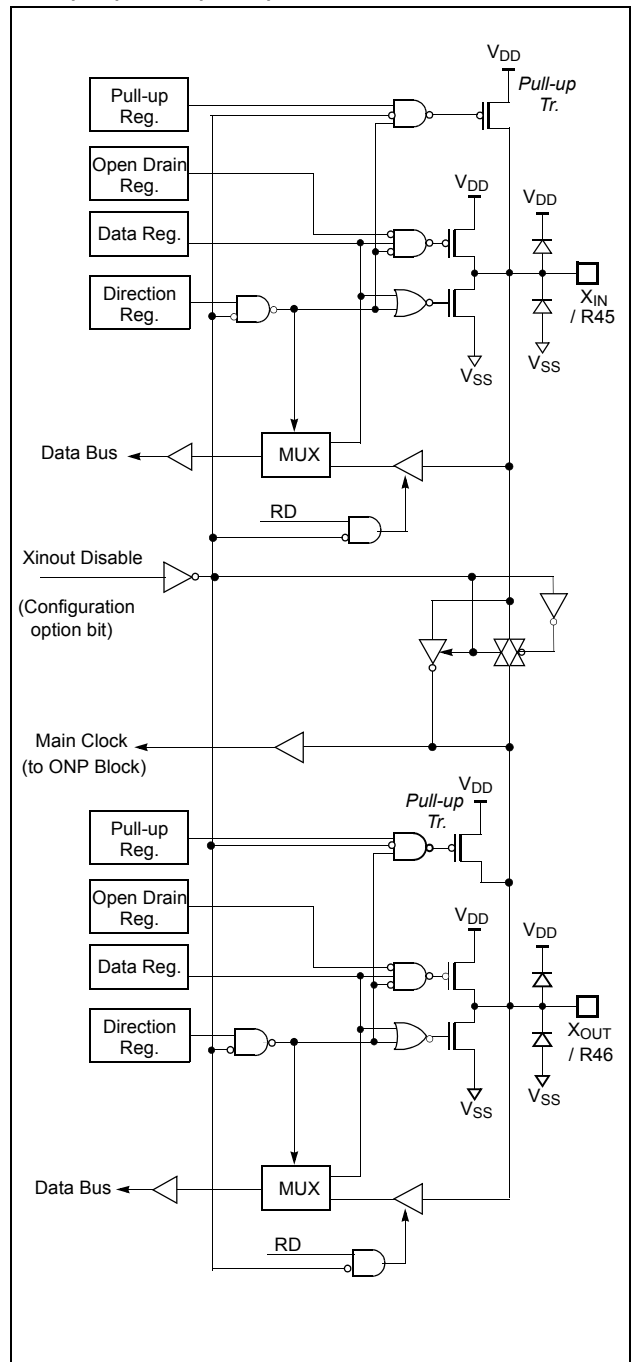 VDD
Pull-up
Tr.
Pull-up
Reg.
Open Drain
Reg.
VDD
VDD
Data Reg.
Direction
Reg.
XIN
/ R45
VSS
VSS
Data Bus
MUX
RD
Xinout Disable
(Configuration
option bit)
Main Clock
(to ONP Block)
VDD
Pull-up
Tr.
Pull-up
Reg.
Open Drain
Reg.
VDD
VDD
Data Reg.
Direction
Reg.
XOUT
/ R46
VSS
VSS
Data Bus
MUX
RD